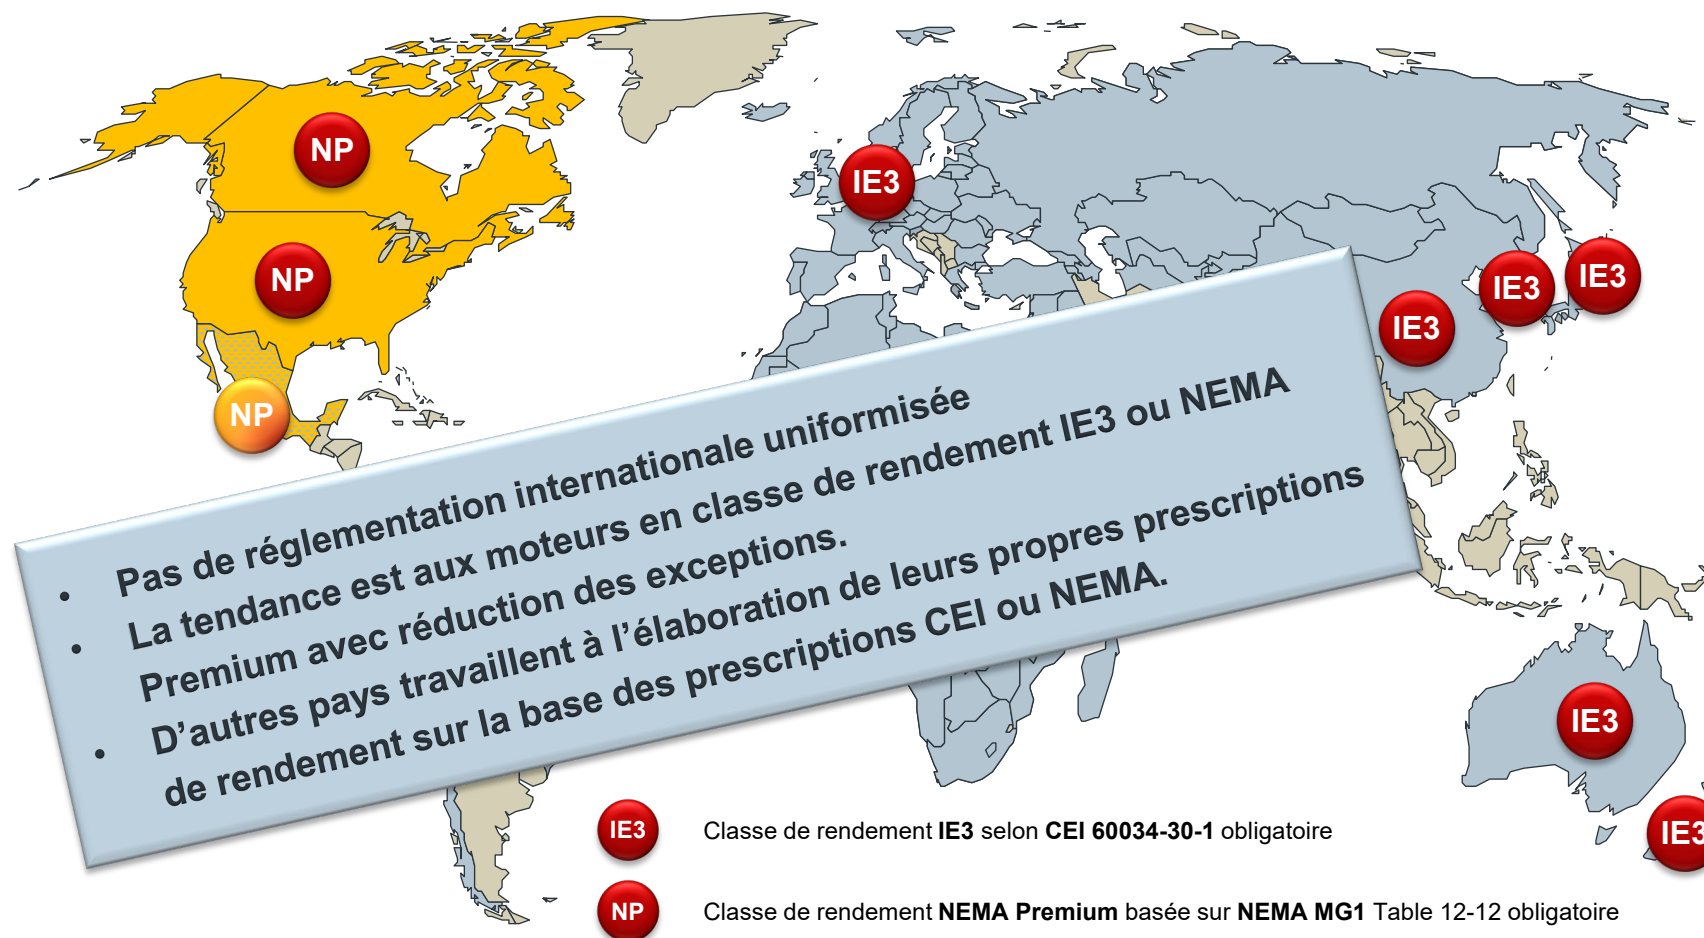 NP
IE3
NP
IE3
IE3
IE3
NP
• Pas de réglementation internationale uniformisée
• La tendance est aux moteurs en classe de rendement IE3 ou NEMA
Premium avec réduction des exceptions.
• D’autres pays travaillent à l’élaboration de leurs propres prescriptions
de rendement sur la base des prescriptions CEI ou NEMA.
IE3
IE3
IE3 Classe de rendement IE3 selon CEI 60034-30-1 obligatoire
NP Classe de rendement NEMA Premium basée sur NEMA MG1 Table 12-12 obligatoire